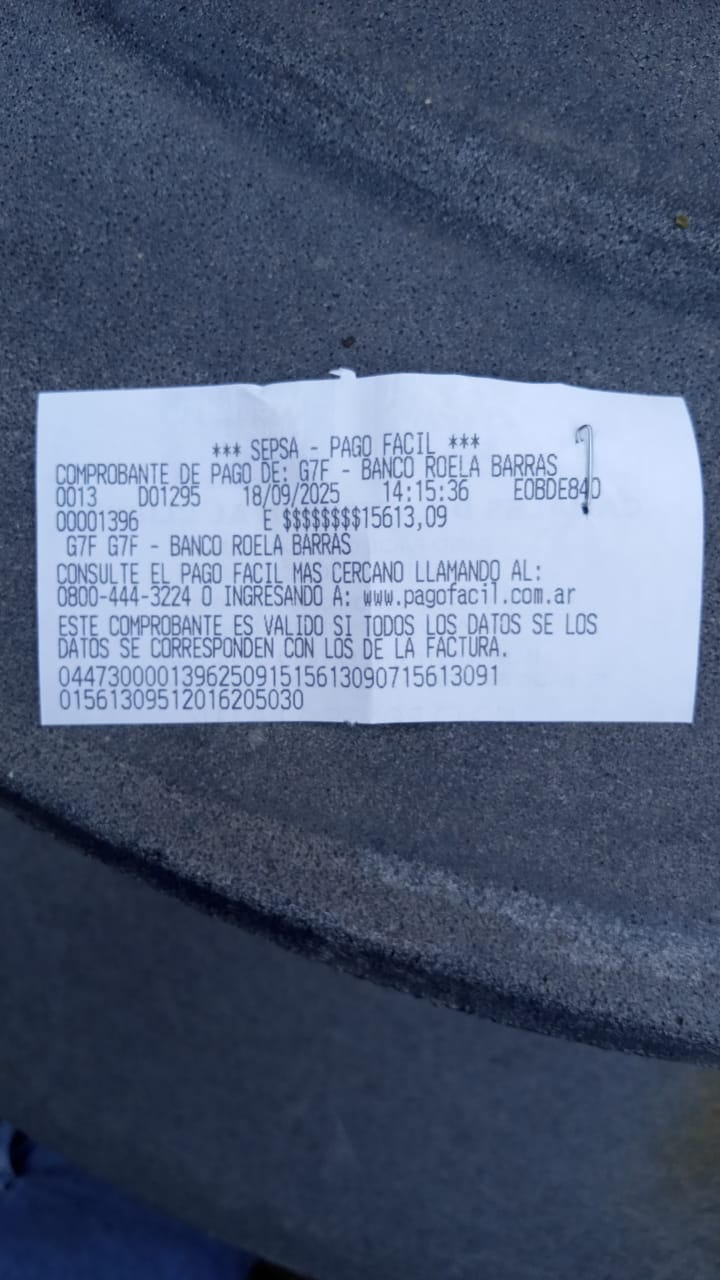 *** SEPSA - PAGO FACIL ***
COMPROBANTE DE PAGO DE: G7F - BANCO ROELA BARRAS
0013 D01295 18/09/2025 14:15:36 E0BDE840
00001396 E $$$$$$$$15613,09
G7F G7F - BANCO ROELA BARRAS
CONSULTE EL PAGO FACIL MAS CERCANO LLAMANDO AL:
0800-444-3224 O INGRESANDO A: www.pagofacil.com.ar
ESTE COMPROBANTE ES VALIDO SI TODOS LOS DATOS SE LOS
DATOS SE CORRESPONDEN CON LOS DE LA FACTURA.
044730000139625091515613090715613091
01561309512016205030